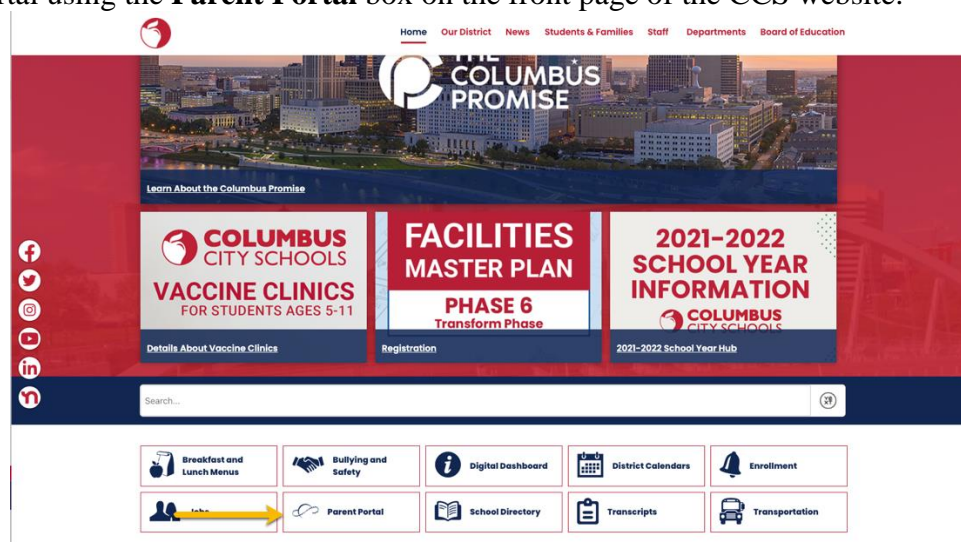 using the Parent Portal box on the front page of the CCS website.
Home Our District News Students & Families Staff Departments Board of Education
COLUMBUS
PROMISE
Learn About the Columbus Promise
COLUMBUS
CITY SCHOOLS
VACCINE CLINICS
FOR STUDENTS AGES 5-11
Details About Vaccine Clinics
FACILITIES
MASTER PLAN
PHASE 6
Transform Phase
Registration
2021-2022
SCHOOL YEAR
INFORMATION
COLUMBUS
CITY SCHOOLS
2021-2022 School Year Hub
Search...
Breakfast and
Lunch Menus
Bullying and
Safety
Digital Dashboard
District Calendars
Enrollment
Jobs
Parent Portal
School Directory
Transcripts
Transportation